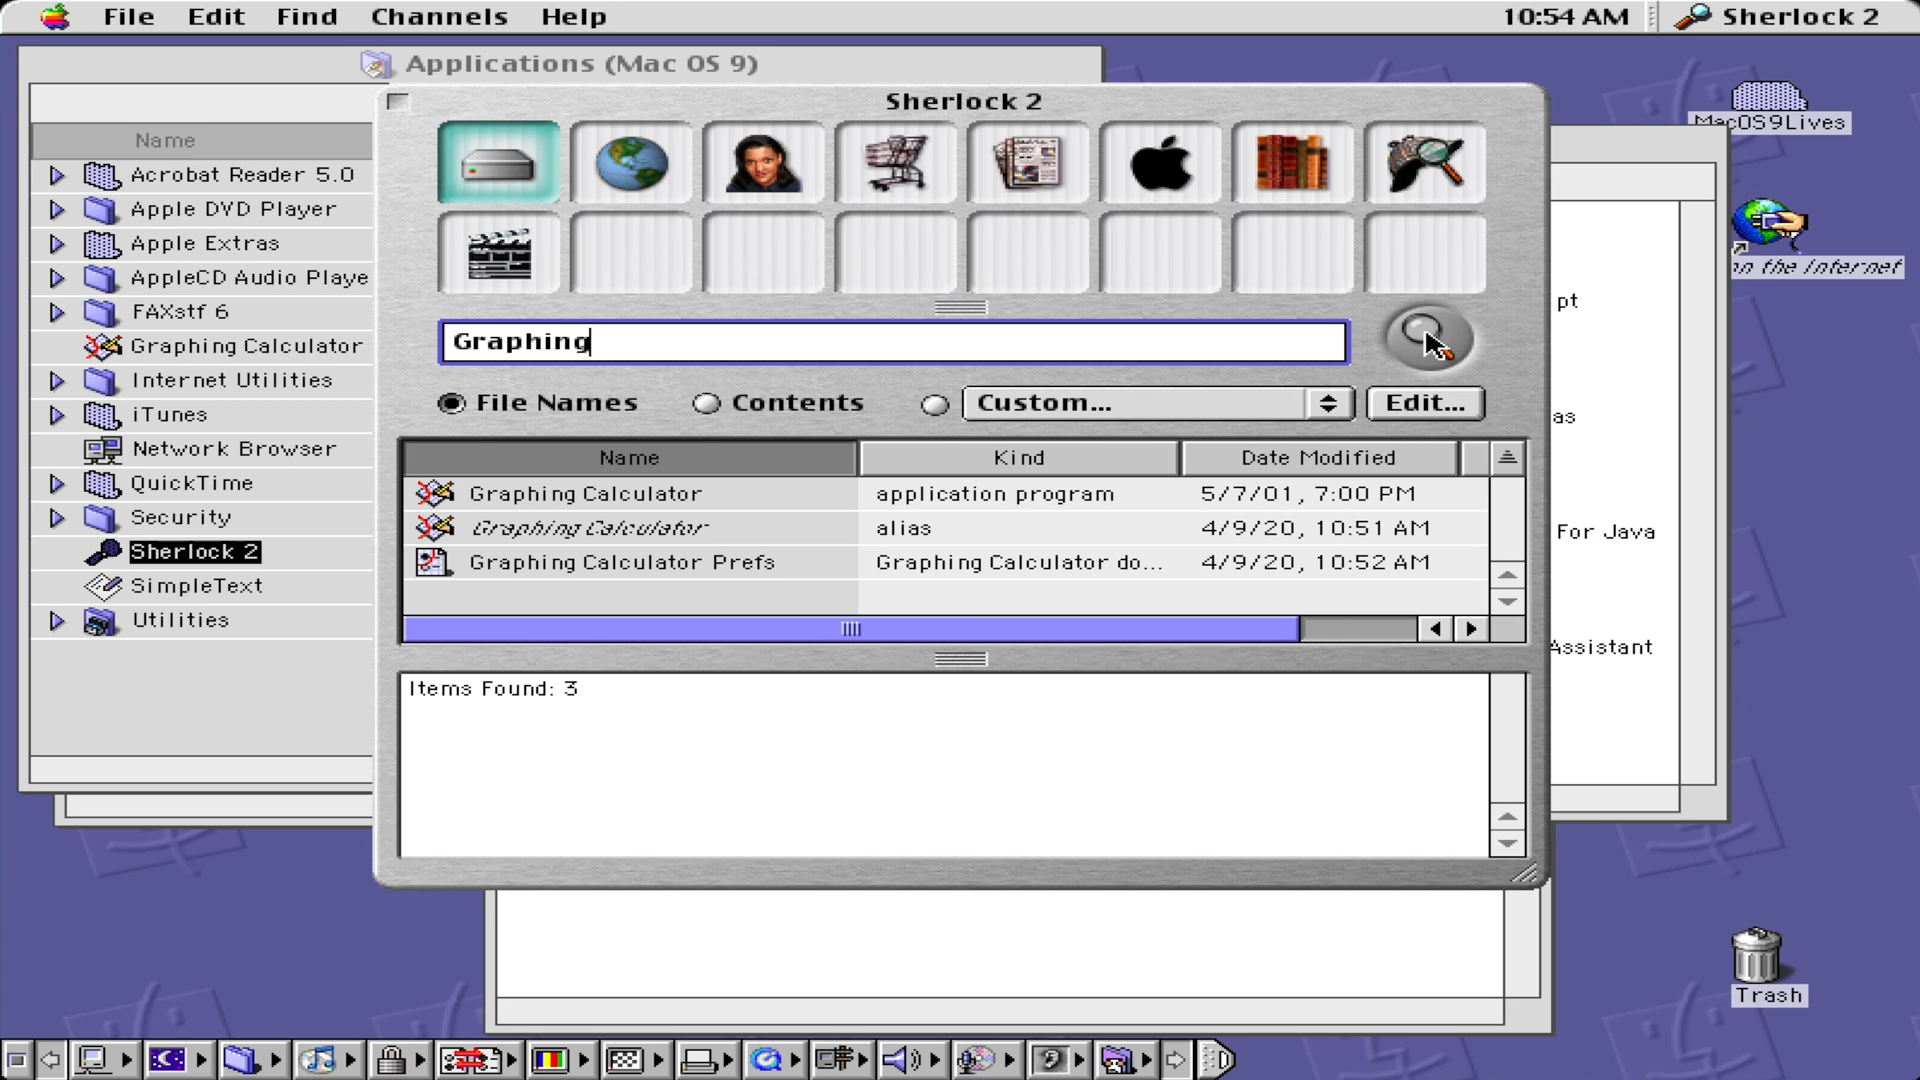 File Edit Find Channels Help
10:54 AM Sherlock 2
Applications (Mac OS 9)
Name
Acrobat Reader 5.0
Apple DVD Player
Apple Extras
AppleCD Audio Playe
FAXstf 6
Graphing Calculator
Internet Utilities
iTunes
Network Browser
QuickTime
Security
Sherlock 2
SimpleText
Utilities
Sherlock 2
Graphing
File Names Contents Custom... Edit...
Name Kind Date Modified
Graphing Calculator application program 5/7/01, 7:00 PM
Graphing Calculator alias 4/9/20, 10:51 AM
Graphing Calculator Prefs Graphing Calculator do... 4/9/20, 10:52 AM
Items Found: 3
pt
as
For Java
Assistant
MacOS9Lives
on the Internet
Trash